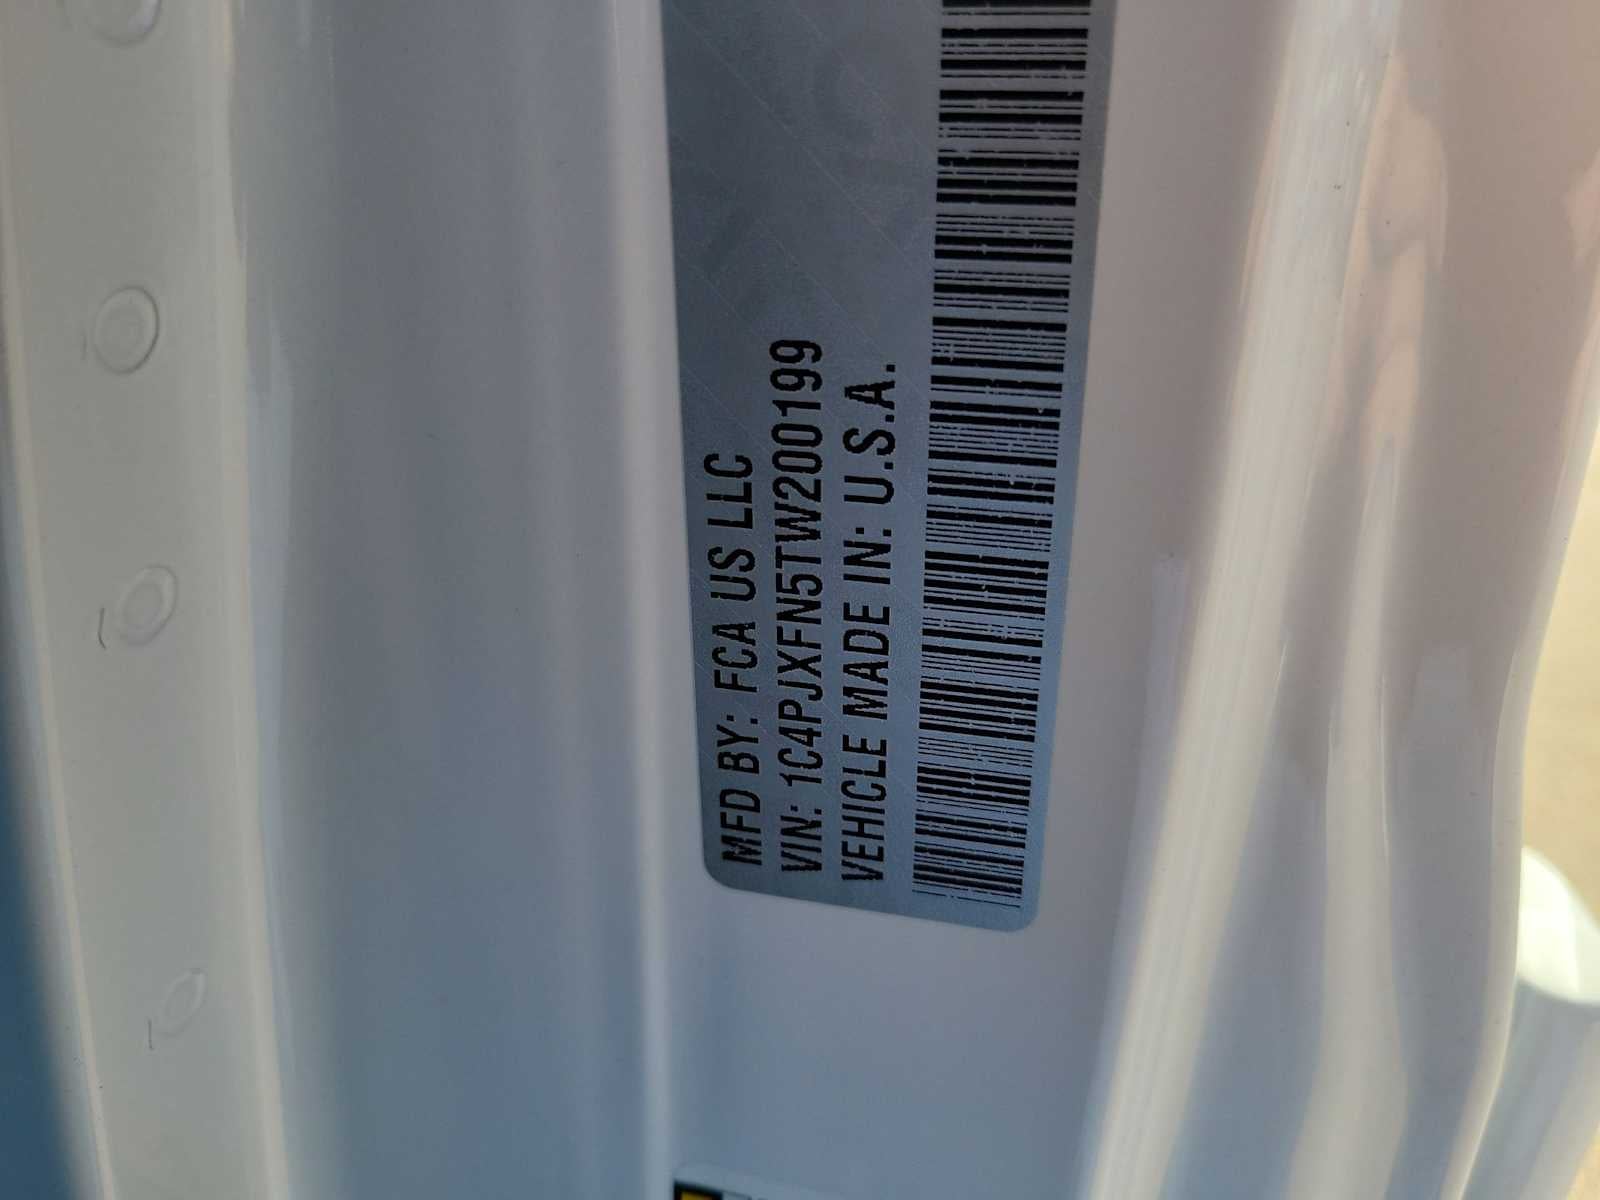 MFD BY: FCA US LLC
VIN: 1C4PJXFN5TW200199
VEHICLE MADE IN: U.S.A.